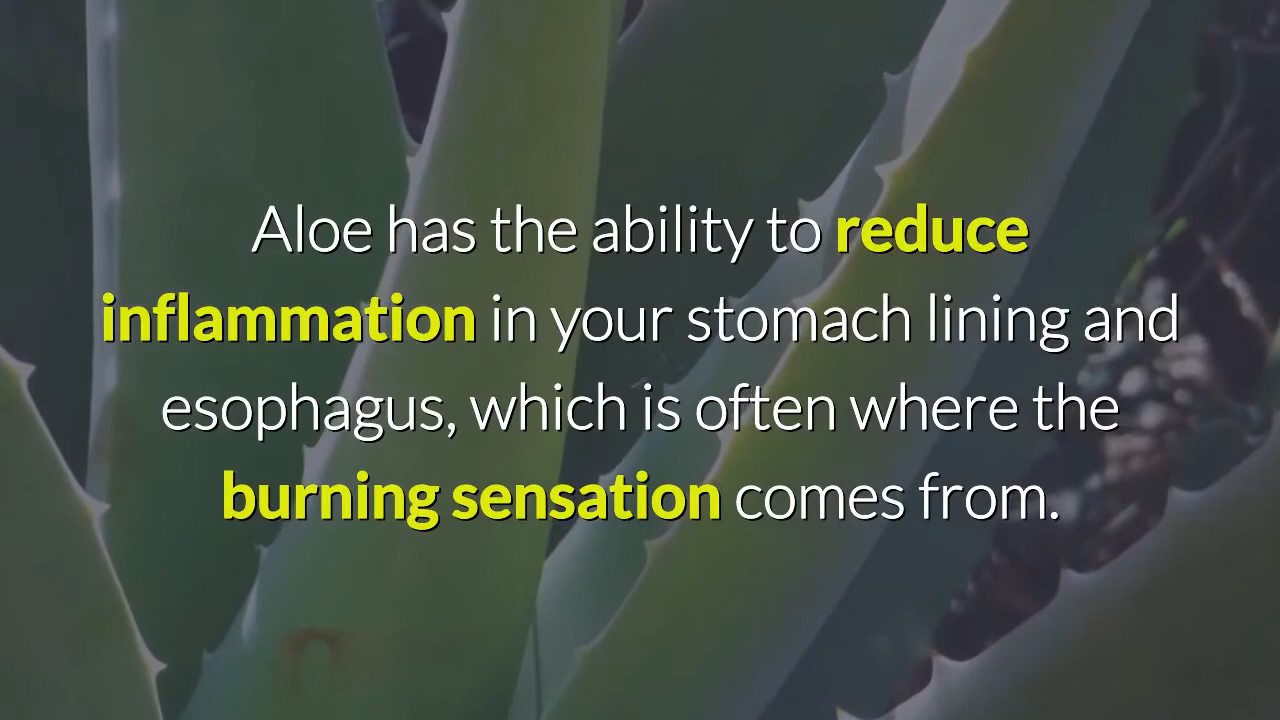 Aloe has the ability to reduce
inflammation in your stomach lining and
esophagus, which is often where the
burning sensation comes from.